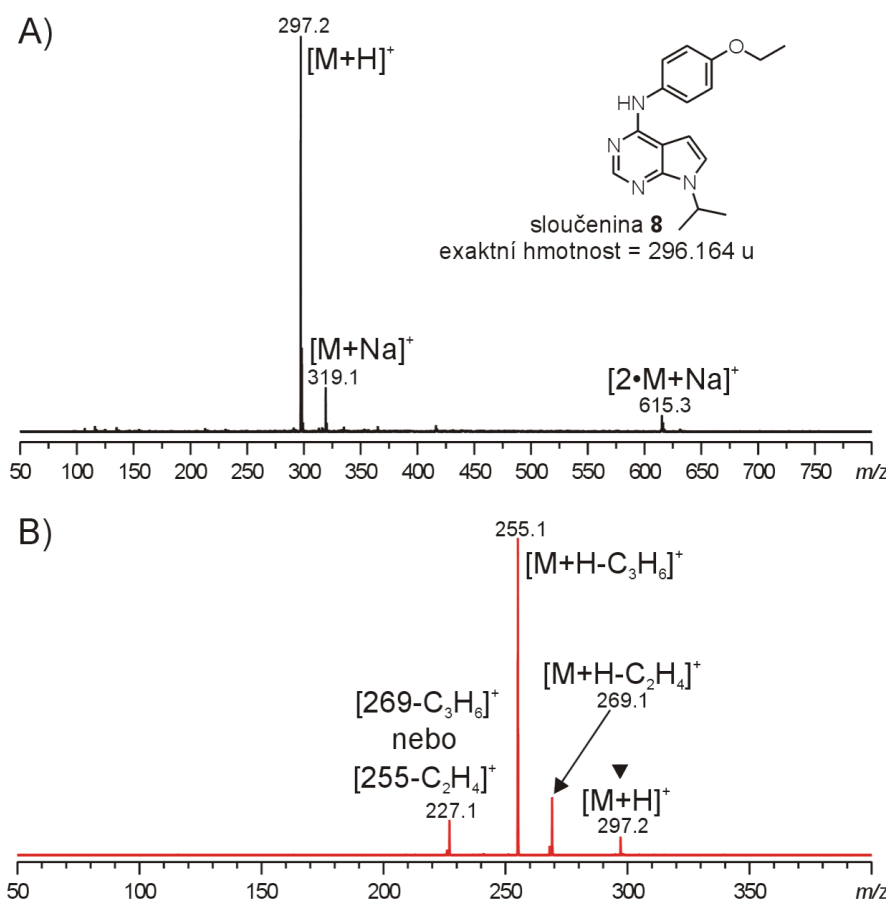 A)
297.2
[M+H]⁺
O
HN
N
N
N
sloučenina 8
exaktní hmotnost = 296.164 u
[M+Na]⁺
319.1
[2•M+Na]⁺
615.3
50 100 150 200 250 300 350 400 450 500 550 600 650 700 750 m/z
B)
255.1
[M+H-C₃H₆]⁺
[M+H-C₂H₄]⁺
269.1
[269-C₃H₆]⁺
nebo
[255-C₂H₄]⁺
227.1
[M+H]⁺
297.2
50 100 150 200 250 300 350 m/z